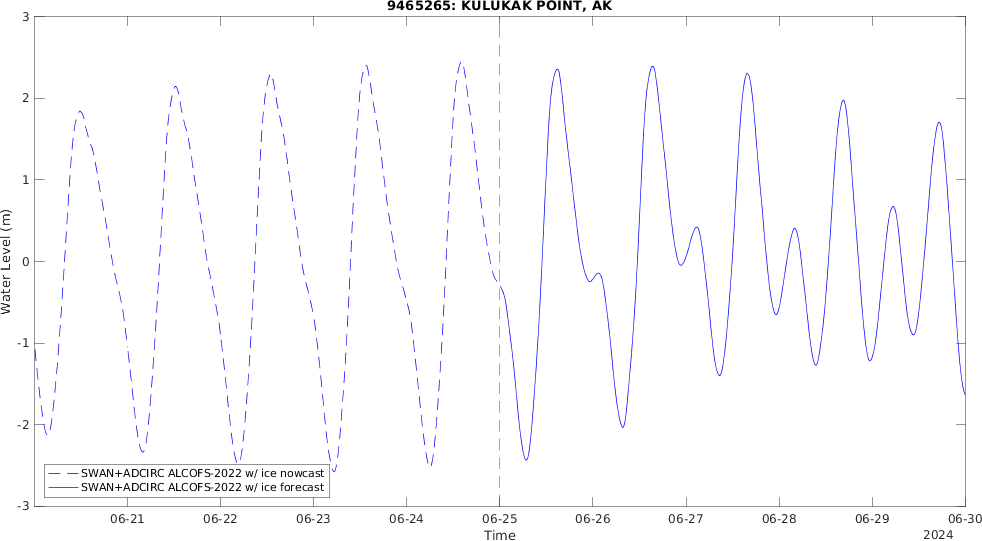 9465265: KULUKAK POINT, AK
3
2
1
0
-1
-2
-3
Water Level (m)
SWAN+ADCIRC ALCOFS-2022 w/ ice nowcast
SWAN+ADCIRC ALCOFS-2022 w/ ice forecast
06-21 06-22 06-23 06-24 06-25 06-26 06-27 06-28 06-29 06-30
Time
2024